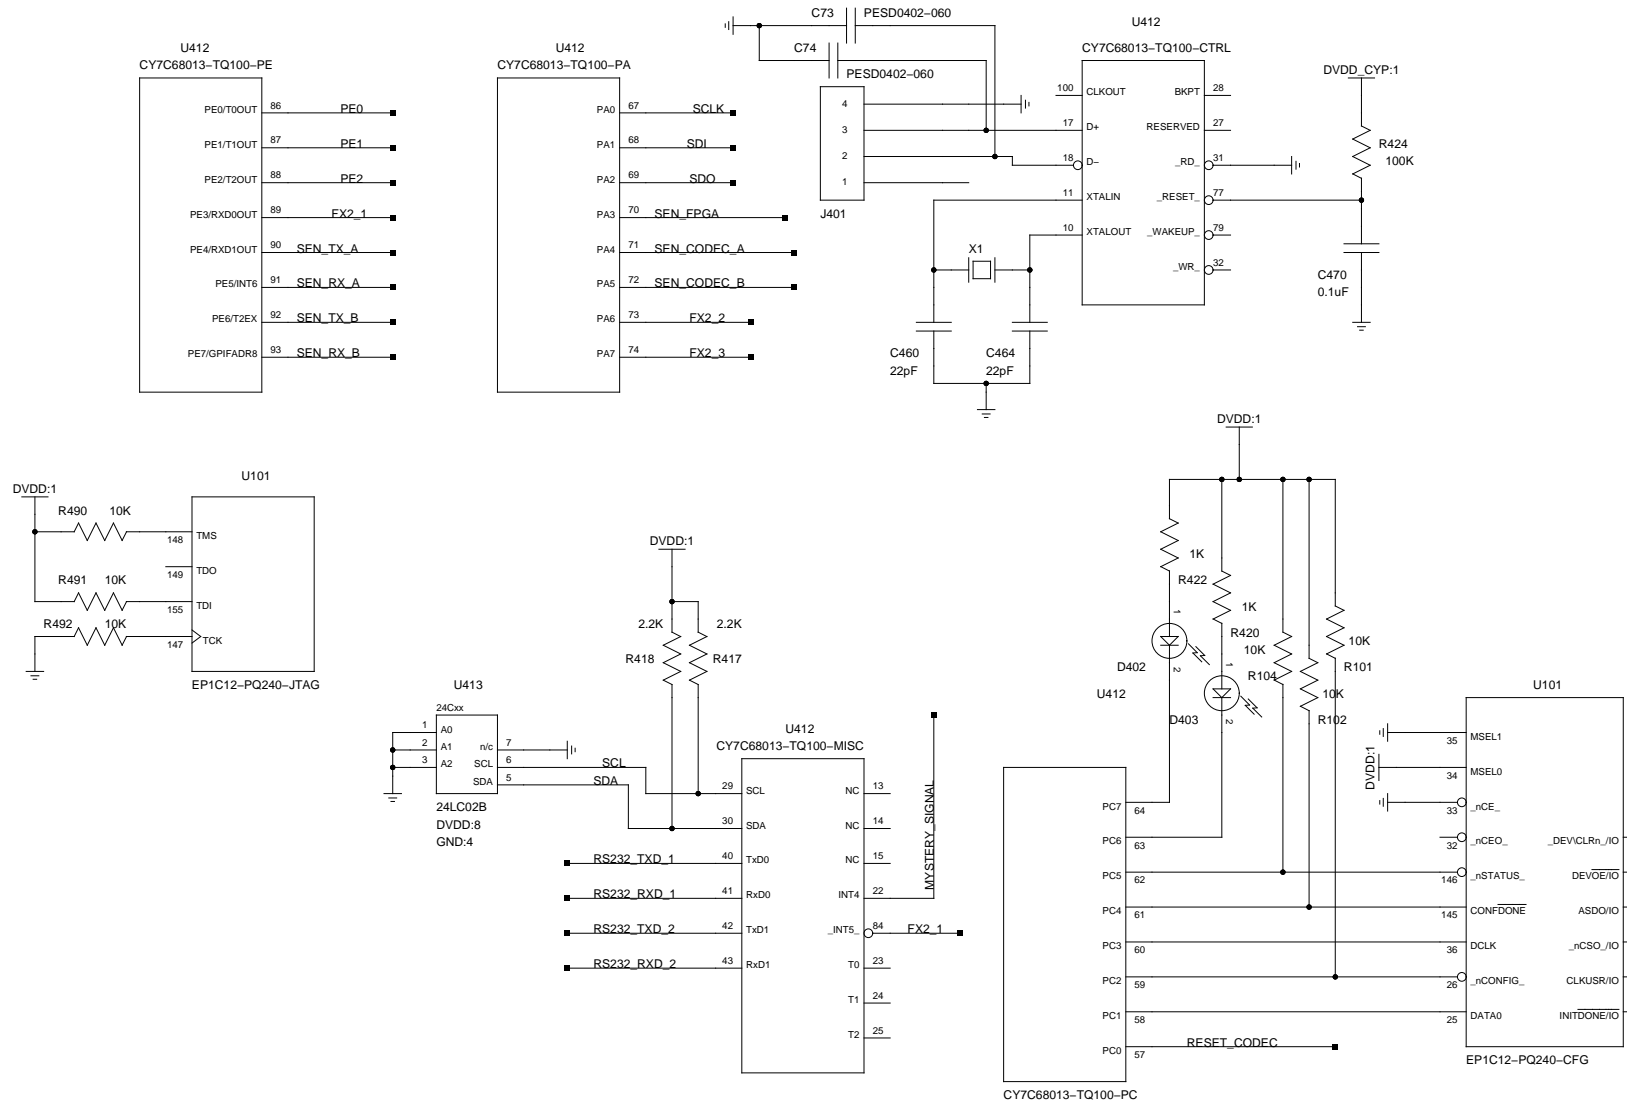 U412
CY7C68013-TQ100-PE
PE0/T0OUT 86 PE0
PE1/T1OUT 87 PE1
PE2/T2OUT 88 PE2
PE3/RXD0OUT 89 FX2_1
PE4/RXD1OUT 90 SEN_TX_A
PE5/INT6 91 SEN_RX_A
PE6/T2EX 92 SEN_TX_B
PE7/GPIFADR8 93 SEN_RX_B
U412
CY7C68013-TQ100-PA
PA0 67 SCLK
PA1 68 SDI
PA2 69 SDO
PA3 70 SEN_FPGA
PA4 71 SEN_CODEC_A
PA5 72 SEN_CODEC_B
PA6 73 FX2_2
PA7 74 FX2_3
C73 PESD0402-060
C74
PESD0402-060
4
3
2
1
J401
U412
CY7C68013-TQ100-CTRL
100 CLKOUT BKPT 28
17 D+ RESERVED 27
18 D- _RD_ 31
11 XTALIN _RESET_ 77
10 XTALOUT _WAKEUP_ 79
_WR_ 32
X1
C460
22pF
C464
22pF
DVDD_CYP:1
R424
100K
C470
0.1uF
U101
DVDD:1
R490 10K
148 TMS
149 TDO
R491 10K
155 TDI
R492 10K
147 TCK
EP1C12-PQ240-JTAG
DVDD:1
2.2K 2.2K
R418 R417
U413
24Cxx
1 A0
2 A1 n/c 7
3 A2 SCL 6 SCL
SDA 5 SDA
24LC02B
DVDD:8
GND:4
U412
CY7C68013-TQ100-MISC
29 SCL NC 13
30 SDA NC 14
RS232_TXD_1 40 TxD0 NC 15
RS232_RXD_1 41 RxD0 INT4 22
MYSTERY_SIGNAL
RS232_TXD_2 42 TxD1 _INT5_ 84 FX2_1
RS232_RXD_2 43 RxD1 T0 23
T1 24
T2 25
DVDD:1
1K
R422
1K
R420
1
D402
2
10K
R104
1
D403
2
10K
R102
10K
R101
U412
PC7 64
PC6 63
PC5 62
PC4 61
PC3 60
PC2 59
PC1 58
PC0 57 RESET_CODEC
CY7C68013-TQ100-PC
U101
DVDD:1
35 MSEL1
34 MSEL0
33 _nCE_
32 _nCEO_ _DEV\CLRn_/IO
146 _nSTATUS_ DEVOE/IO
145 CONFDONE ASDO/IO
36 DCLK _nCSO_/IO
26 _nCONFIG_ CLKUSR/IO
25 DATA0 INITDONE/IO
EP1C12-PQ240-CFG